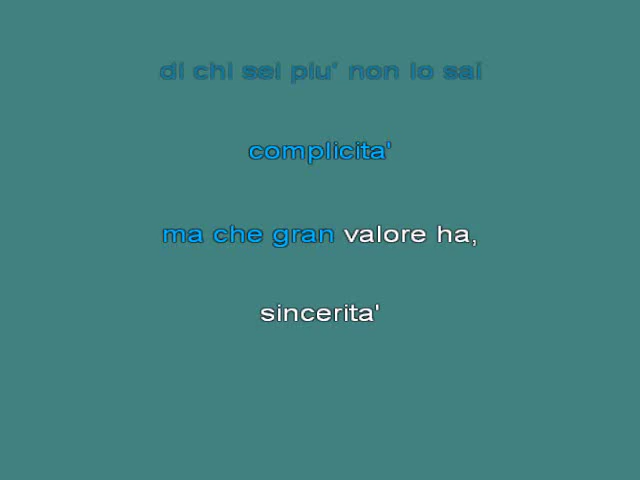 di chi sei piu' non lo sai
complicita'
ma che gran valore ha,
sincerita'